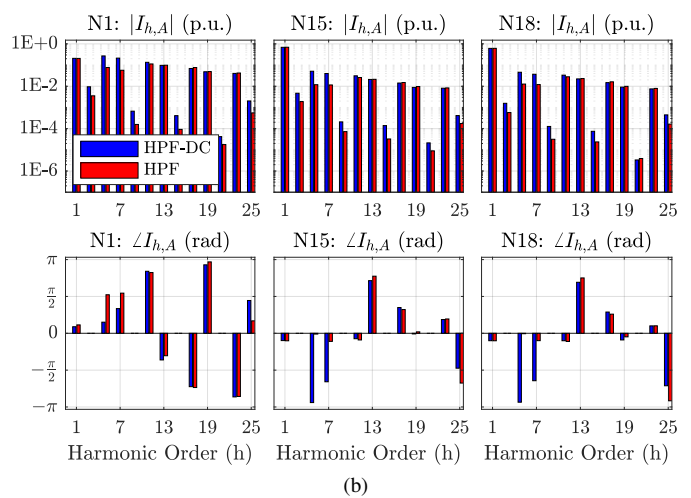 N1: |I_{h,A}| (p.u.) N15: |I_{h,A}| (p.u.) N18: |I_{h,A}| (p.u.)
1E+0
1E-2
1E-4
1E-6
HPF-DC
HPF
1 7 13 19 25 1 7 13 19 25 1 7 13 19 25
N1: ∠I_{h,A} (rad) N15: ∠I_{h,A} (rad) N18: ∠I_{h,A} (rad)
π
π/2
0
−π/2
−π
1 7 13 19 25 1 7 13 19 25 1 7 13 19 25
Harmonic Order (h) Harmonic Order (h) Harmonic Order (h)
(b)